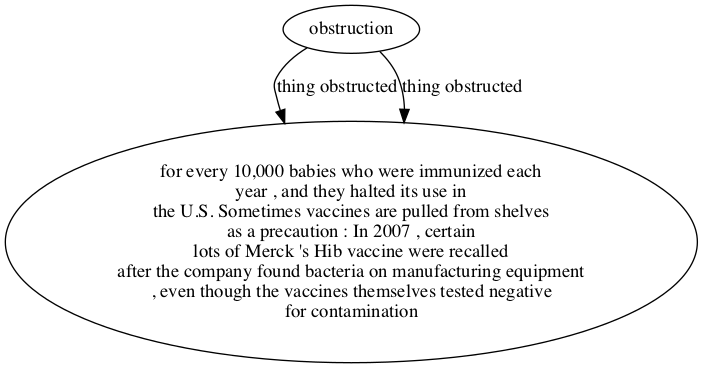 obstruction
thing obstructed thing obstructed
for every 10,000 babies who were immunized each
year , and they halted its use in
the U.S. Sometimes vaccines are pulled from shelves
as a precaution : In 2007 , certain
lots of Merck 's Hib vaccine were recalled
after the company found bacteria on manufacturing equipment
, even though the vaccines themselves tested negative
for contamination